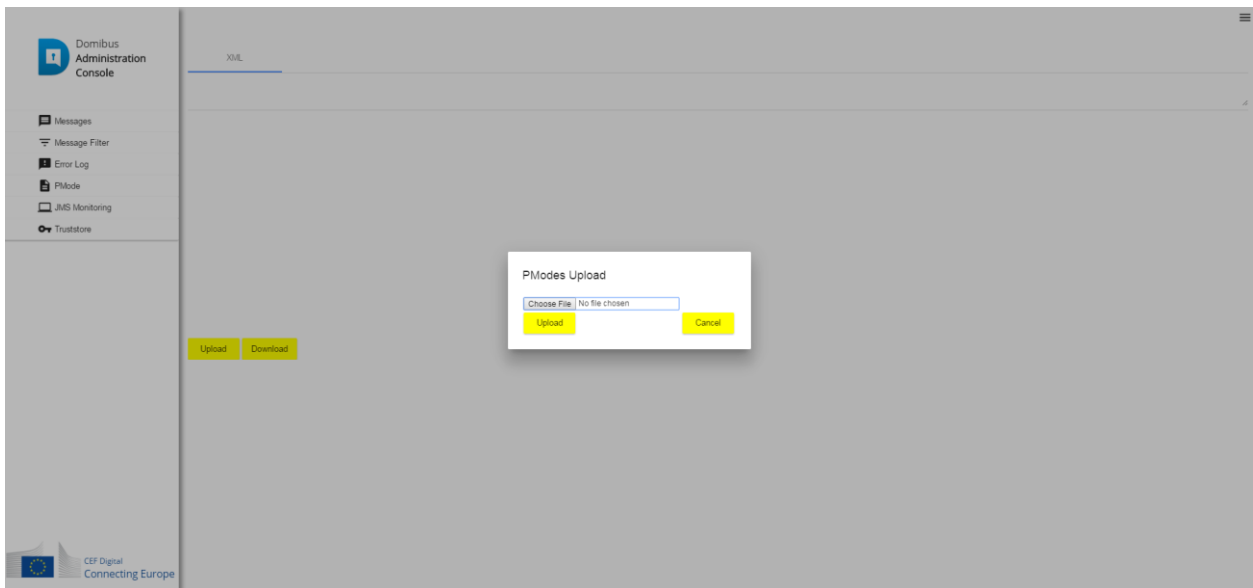 Domibus
Administration
Console
XML
Messages
Message Filter
Error Log
PMode
JMS Monitoring
Truststore
PModes Upload
Choose File No file chosen
Upload Cancel
Upload Download
CEF Digital
Connecting Europe